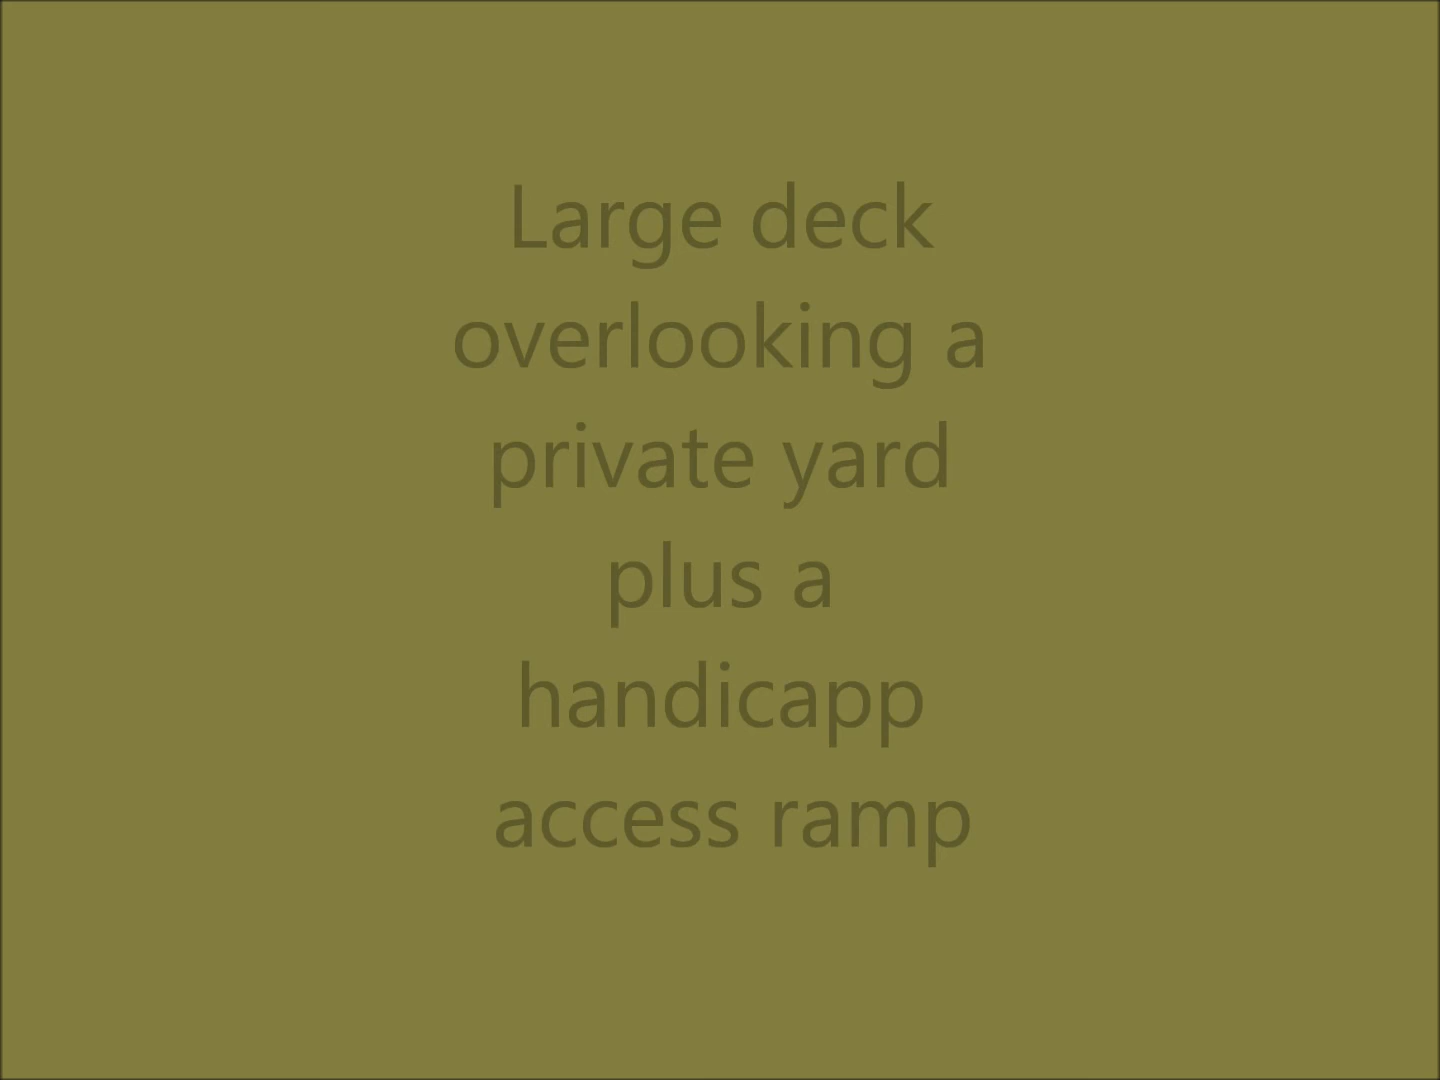 Large deck
overlooking a
private yard
plus a
handicapp
access ramp